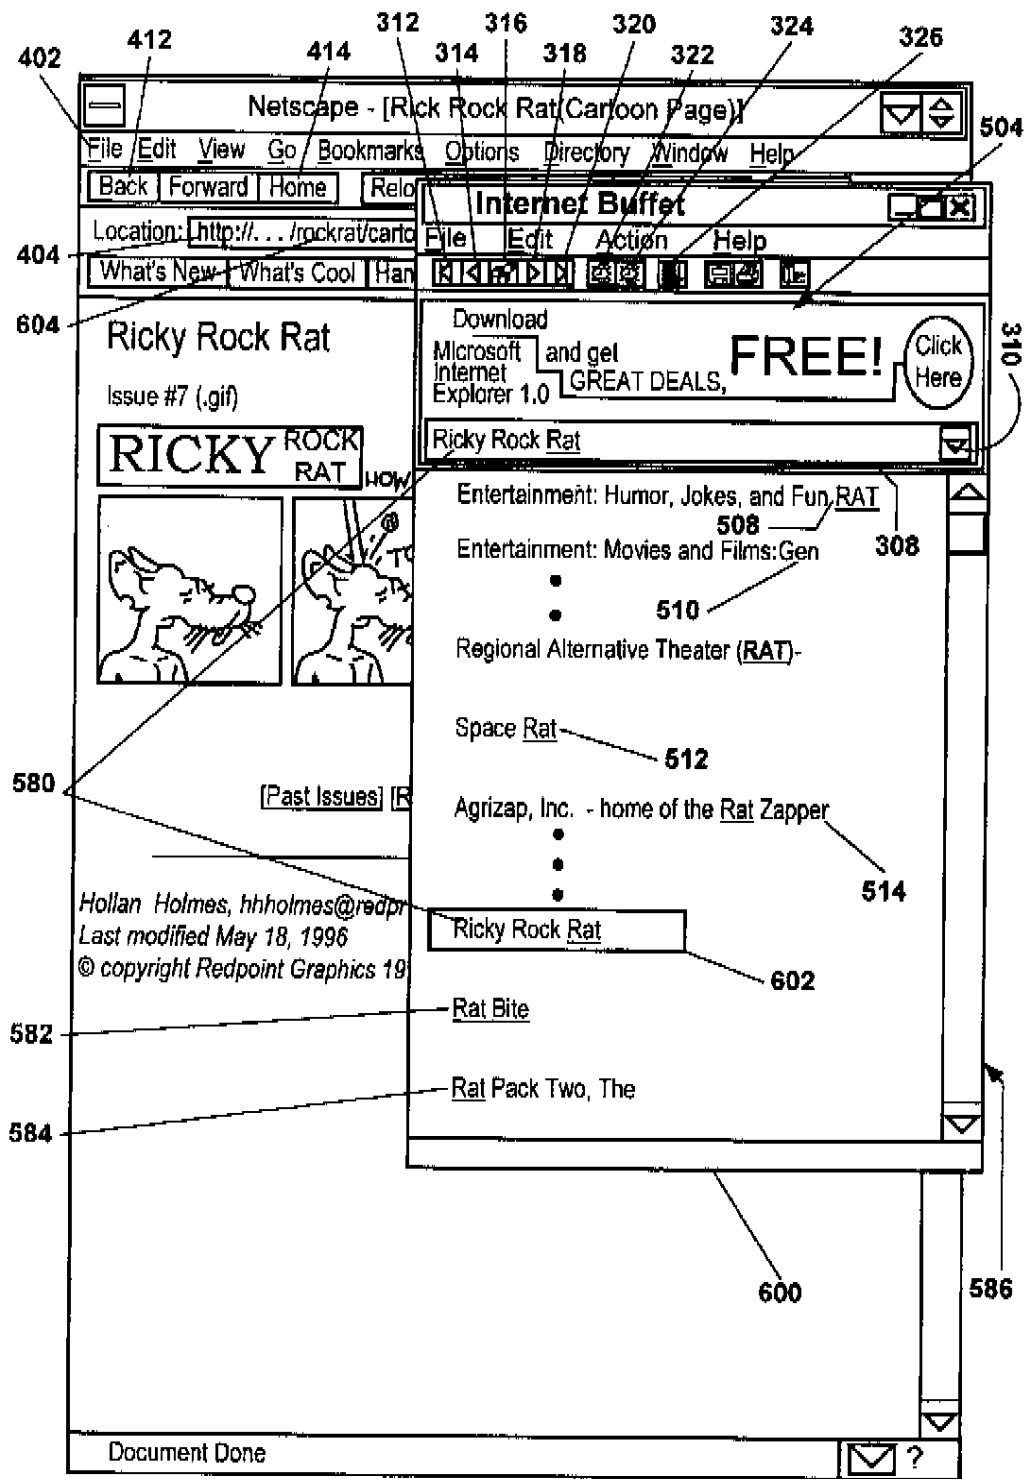 312 316 320 324
402 412 414 314 318 322 326
Netscape - [Rick Rock Rat(Cartoon Page)]
504
File Edit View Go Bookmarks Options Directory Window Help
Back Forward Home Relo
Internet Buffet
Location: http://. . . /rockrat/carto
File Edit Action Help
404
What's New What's Cool Han
604
Ricky Rock Rat
Issue #7 (.gif)
Download
Microsoft
Internet
Explorer 1.0
and get
GREAT DEALS,
FREE!
Click
Here
310
RICKY ROCK
RAT
HOW
TO
Ricky Rock Rat
Entertainment: Humor, Jokes, and Fun,RAT
508
308
Entertainment: Movies and Films:Gen
510
Regional Alternative Theater (RAT)-
Space Rat
512
580
[Past Issues] [R
Agrizap, Inc. - home of the Rat Zapper
514
Hollan Holmes, hhholmes@redpr
Last modified May 18, 1996
© copyright Redpoint Graphics 19
Ricky Rock Rat
602
582
Rat Bite
584
Rat Pack Two, The
600
586
Document Done
?